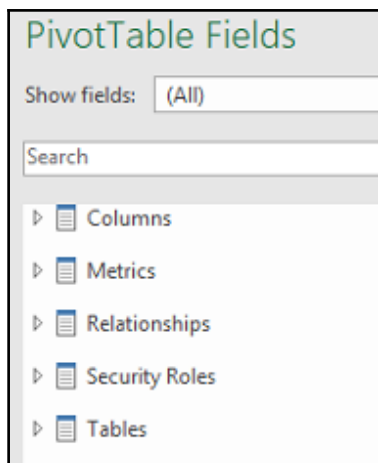 PivotTable Fields
Show fields: (All)
Search
Columns
Metrics
Relationships
Security Roles
Tables